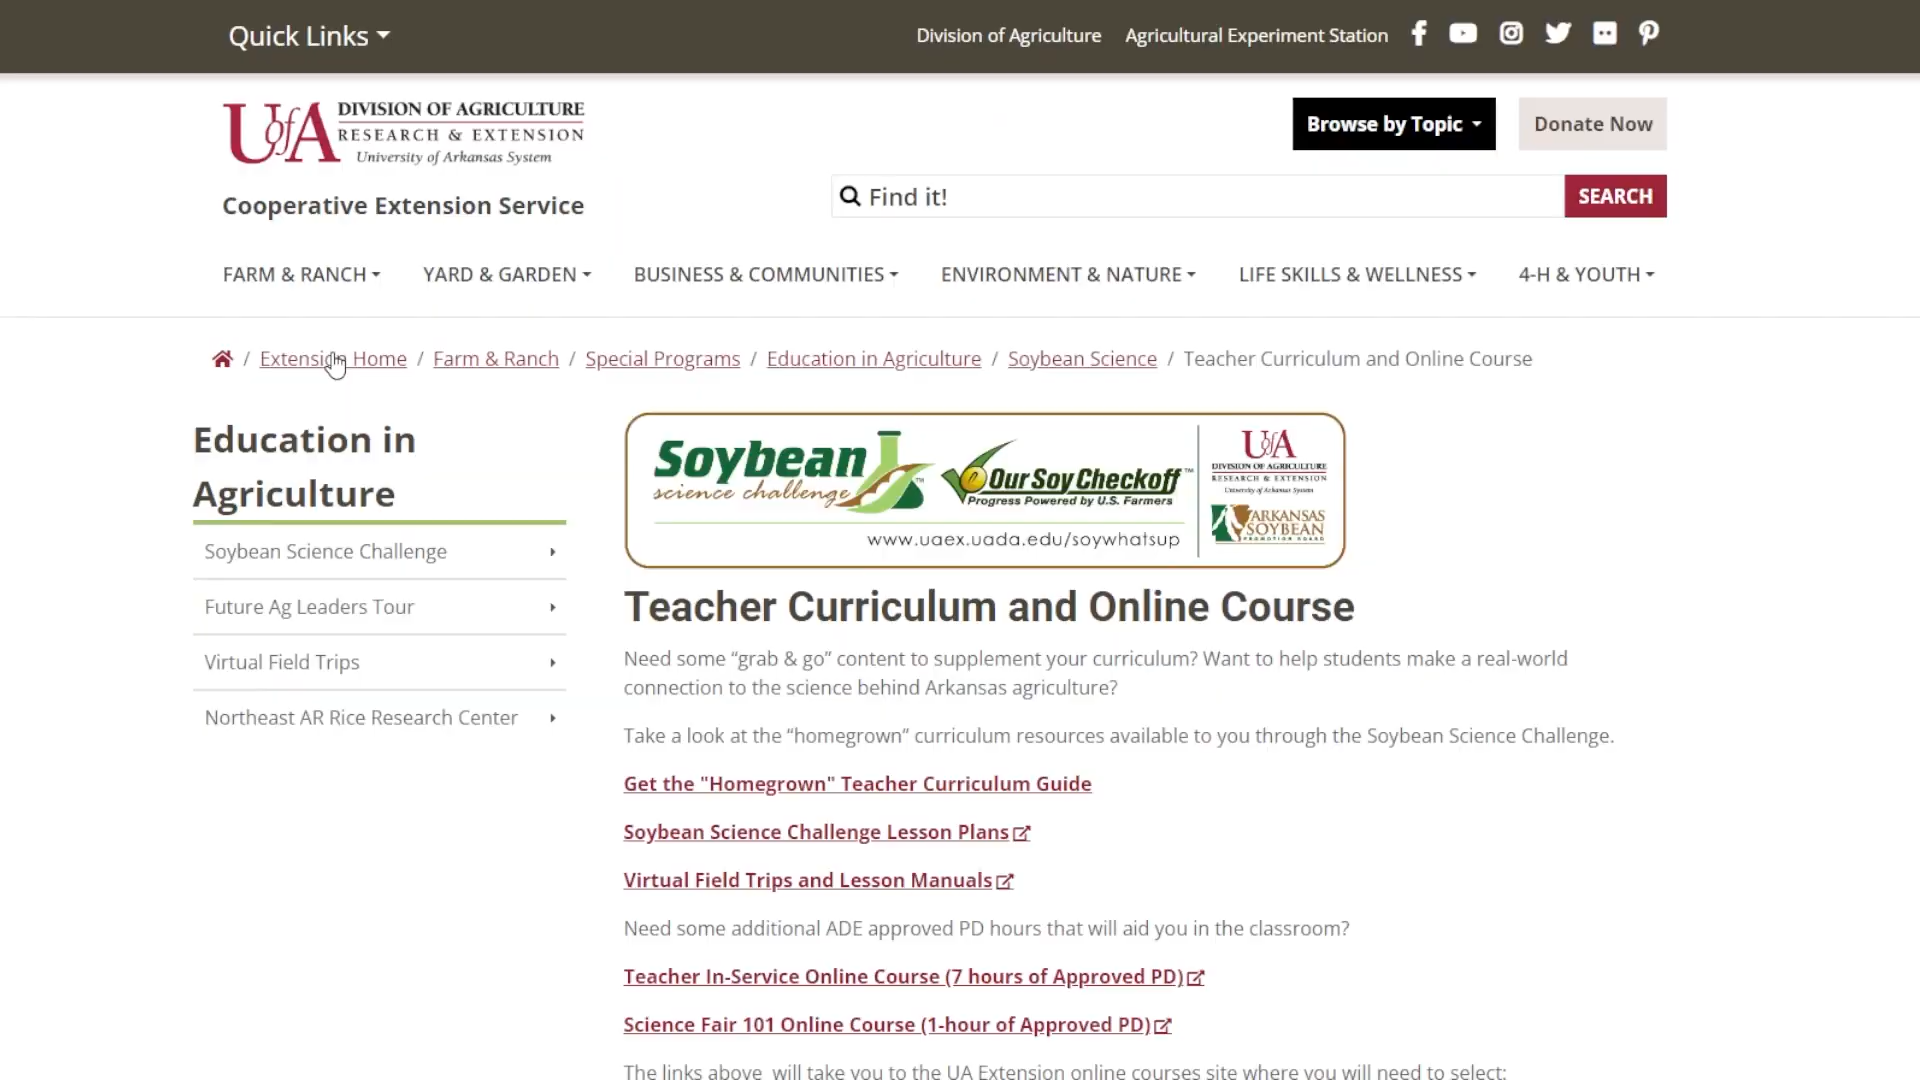 Quick Links
Division of Agriculture
Agricultural Experiment Station
UofA DIVISION OF AGRICULTURE
RESEARCH & EXTENSION
University of Arkansas System
Browse by Topic
Donate Now
Cooperative Extension Service
Find it!
SEARCH
FARM & RANCH
YARD & GARDEN
BUSINESS & COMMUNITIES
ENVIRONMENT & NATURE
LIFE SKILLS & WELLNESS
4-H & YOUTH
/ Extension Home / Farm & Ranch / Special Programs / Education in Agriculture / Soybean Science / Teacher Curriculum and Online Course
Education in
Agriculture
Soybean Science Challenge
Future Ag Leaders Tour
Virtual Field Trips
Northeast AR Rice Research Center
Soybean
science challenge™
Our Soy Checkoff™
Progress Powered by U.S. Farmers
www.uaex.uada.edu/soywhatsup
UofA
DIVISION OF AGRICULTURE
RESEARCH & EXTENSION
University of Arkansas System
ARKANSAS
SOYBEAN
PROMOTION BOARD
Teacher Curriculum and Online Course
Need some “grab & go” content to supplement your curriculum? Want to help students make a real-world
connection to the science behind Arkansas agriculture?
Take a look at the “homegrown” curriculum resources available to you through the Soybean Science Challenge.
Get the "Homegrown" Teacher Curriculum Guide
Soybean Science Challenge Lesson Plans
Virtual Field Trips and Lesson Manuals
Need some additional ADE approved PD hours that will aid you in the classroom?
Teacher In-Service Online Course (7 hours of Approved PD)
Science Fair 101 Online Course (1-hour of Approved PD)
The links above will take you to the UA Extension online courses site where you will need to select: